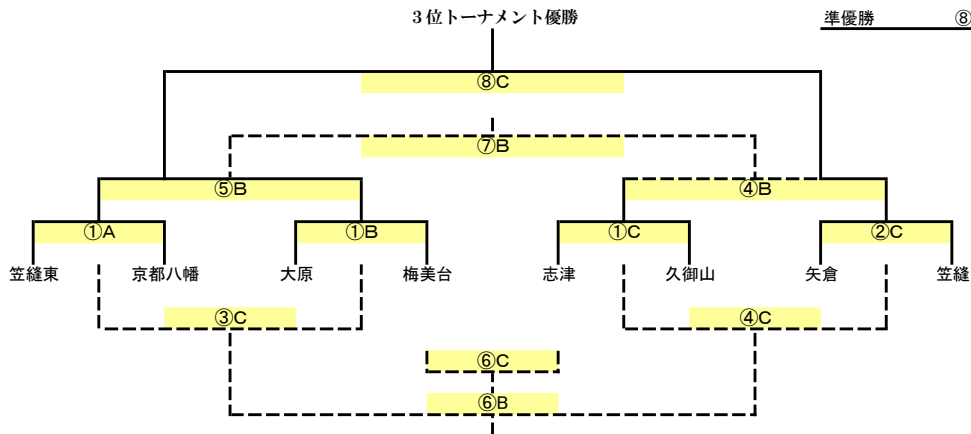 ３位トーナメント優勝
準優勝 ⑧
⑧C
⑦B
⑤B ④B
①A ①B ①C ②C
笠縫東 京都八幡 大原 梅美台 志津 久御山 矢倉 笠縫
③C ④C
⑥C
⑥B